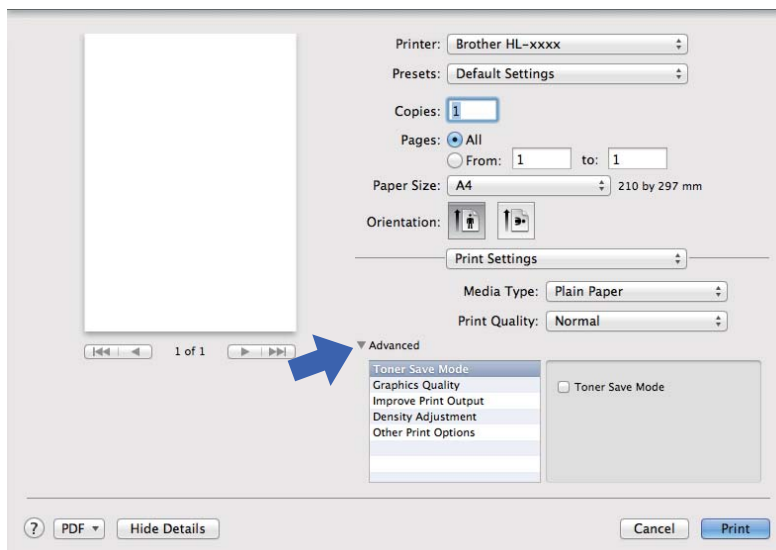 Printer: Brother HL-xxxx
Presets: Default Settings
Copies: 1
Pages: All
From: 1 to: 1
Paper Size: A4 210 by 297 mm
Orientation:
Print Settings
Media Type: Plain Paper
Print Quality: Normal
1 of 1
Advanced
Toner Save Mode
Graphics Quality
Improve Print Output
Density Adjustment
Other Print Options
Toner Save Mode
? PDF Hide Details Cancel Print